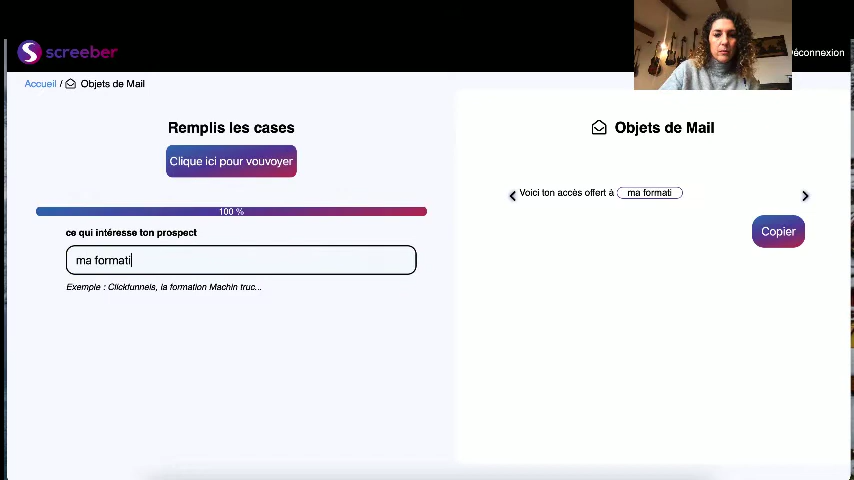 screeber
Déconnexion
Accueil / Objets de Mail
Remplis les cases
Clique ici pour vouvoyer
100 %
ce qui intéresse ton prospect
ma formati
Exemple : Clickfunnels, la formation Machin truc...
Objets de Mail
Voici ton accès offert à ma formati
Copier